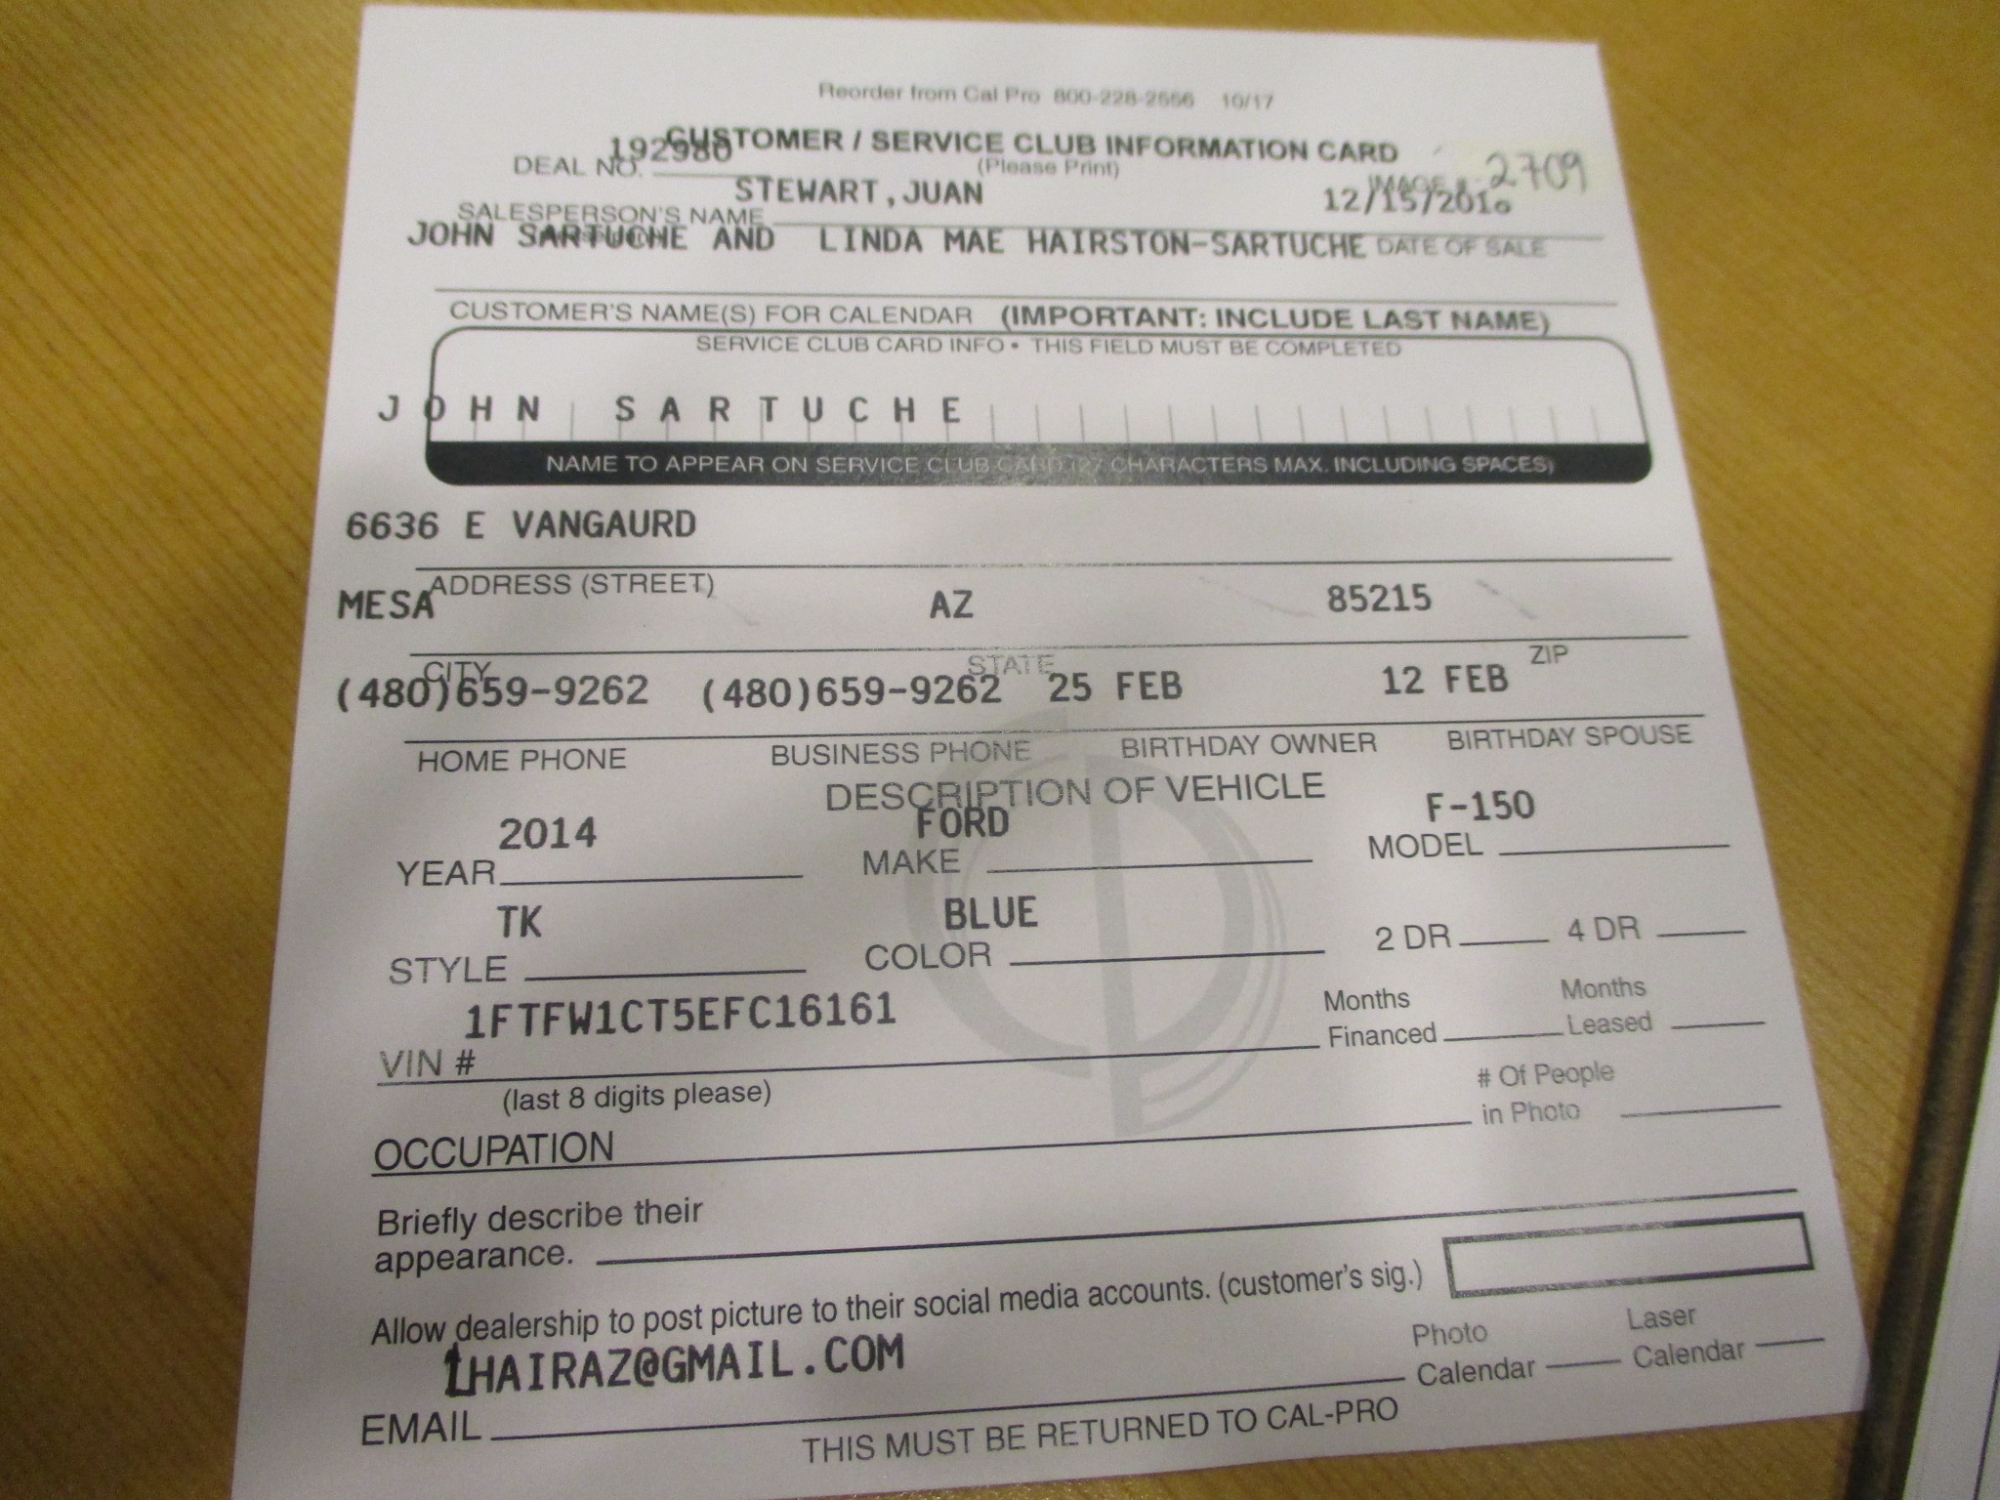 Reorder from Cal Pro 800-228-2666 10/17
CUSTOMER / SERVICE CLUB INFORMATION CARD
(Please Print)
DEAL NO. 192980
IMAGE # 2709
STEWART,JUAN 12/15/201
SALESPERSON'S NAME
JOHN SARTUCHE AND LINDA MAE HAIRSTON-SARTUCHE DATE OF SALE
CUSTOMER'S NAME(S) FOR CALENDAR (IMPORTANT: INCLUDE LAST NAME)
SERVICE CLUB CARD INFO • THIS FIELD MUST BE COMPLETED
JOHN SARTUCHE
NAME TO APPEAR ON SERVICE CLUB CARD (27 CHARACTERS MAX. INCLUDING SPACES)
6636 E VANGAURD
ADDRESS (STREET)
MESA AZ 85215
CITY STATE ZIP
(480)659-9262 (480)659-9262 25 FEB 12 FEB
HOME PHONE BUSINESS PHONE BIRTHDAY OWNER BIRTHDAY SPOUSE
DESCRIPTION OF VEHICLE
2014 FORD F-150
YEAR MAKE MODEL
TK BLUE
STYLE COLOR 2 DR 4 DR
1FTFW1CT5EFC16161
VIN # Months Financed Months Leased
(last 8 digits please)
OCCUPATION # Of People in Photo
Briefly describe their
appearance.
Allow dealership to post picture to their social media accounts. (customer's sig.)
LHAIRAZ@GMAIL.COM
EMAIL Photo Calendar Laser Calendar
THIS MUST BE RETURNED TO CAL-PRO